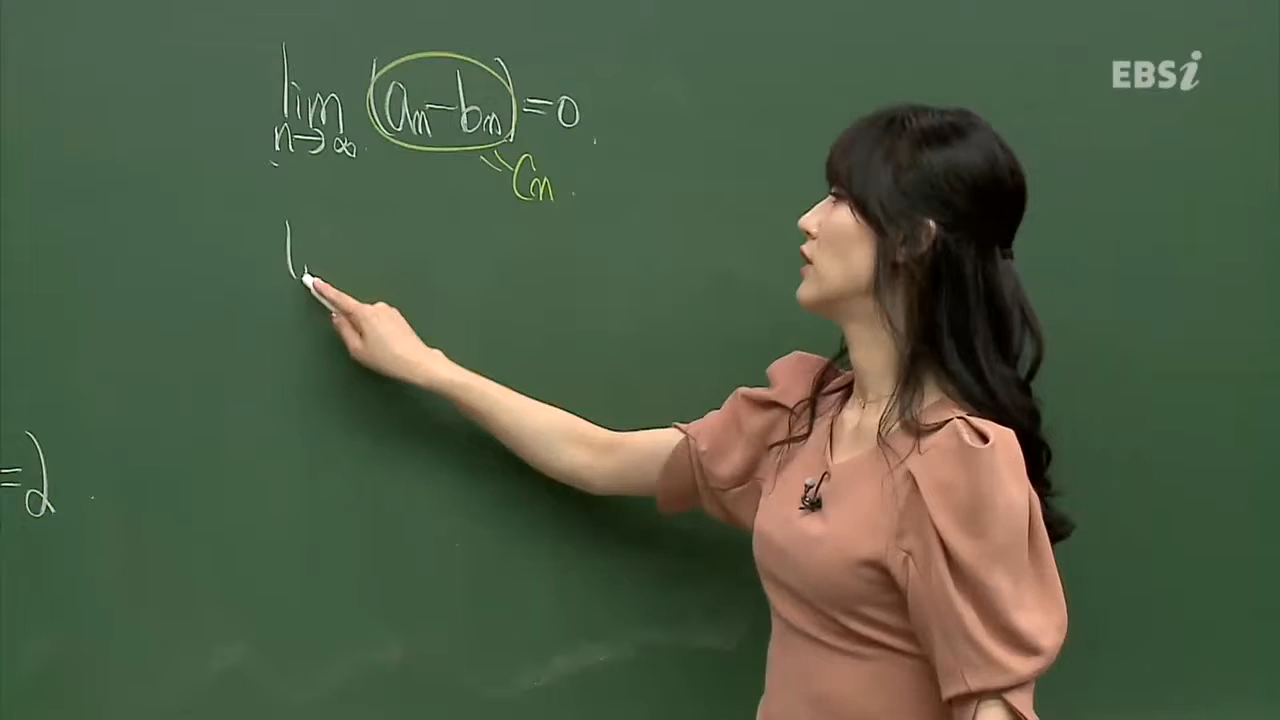 EBSi
lim (aₙ-bₙ)=0
n→∞
Cₙ
l
=2